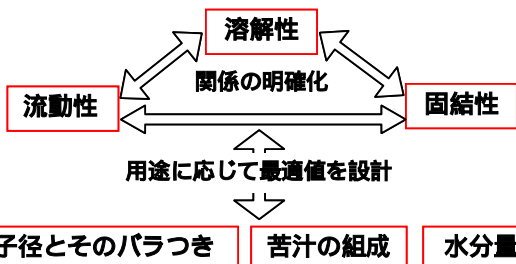 溶解性
関係の明確化
流動性
固結性
用途に応じて最適値を設計
子径とそのバラつき
苦汁の組成
水分量